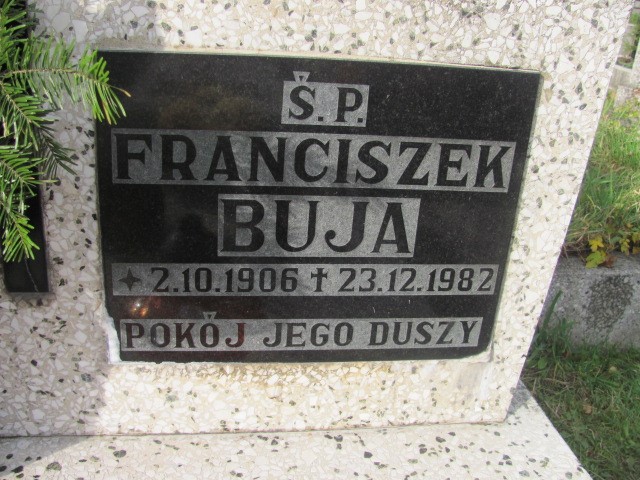 Ś.P.
FRANCISZEK
BUJA
✦ 2.10.1906 ✝ 23.12.1982
POKÓJ JEGO DUSZY